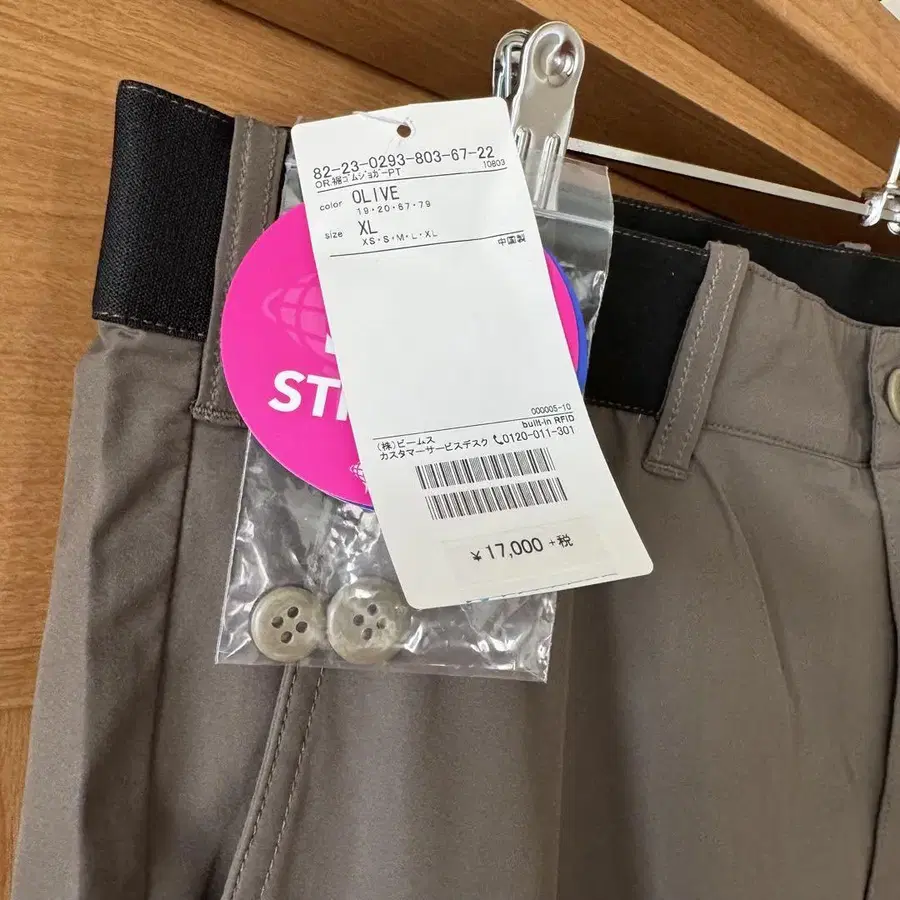 82-23-0293-803-67-22
OR.裾ゴムジョガーPT 10803
color OLIVE
19・20・67・79
size XL
XS・S・M・L・XL
中国製
ST
000005-10
built-in RFID
(株)ビームス
カスタマーサービスデスク 0120-011-301
¥17,000 +税